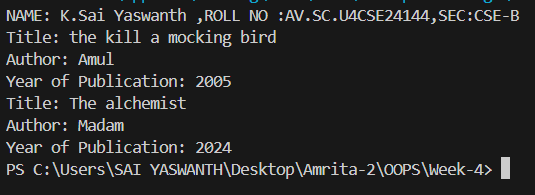 NAME: K.Sai Yaswanth ,ROLL NO :AV.SC.U4CSE24144,SEC:CSE-B
Title: the kill a mocking bird
Author: Amul
Year of Publication: 2005
Title: The alchemist
Author: Madam
Year of Publication: 2024
PS C:\Users\SAI YASWANTH\Desktop\Amrita-2\OOPS\Week-4>